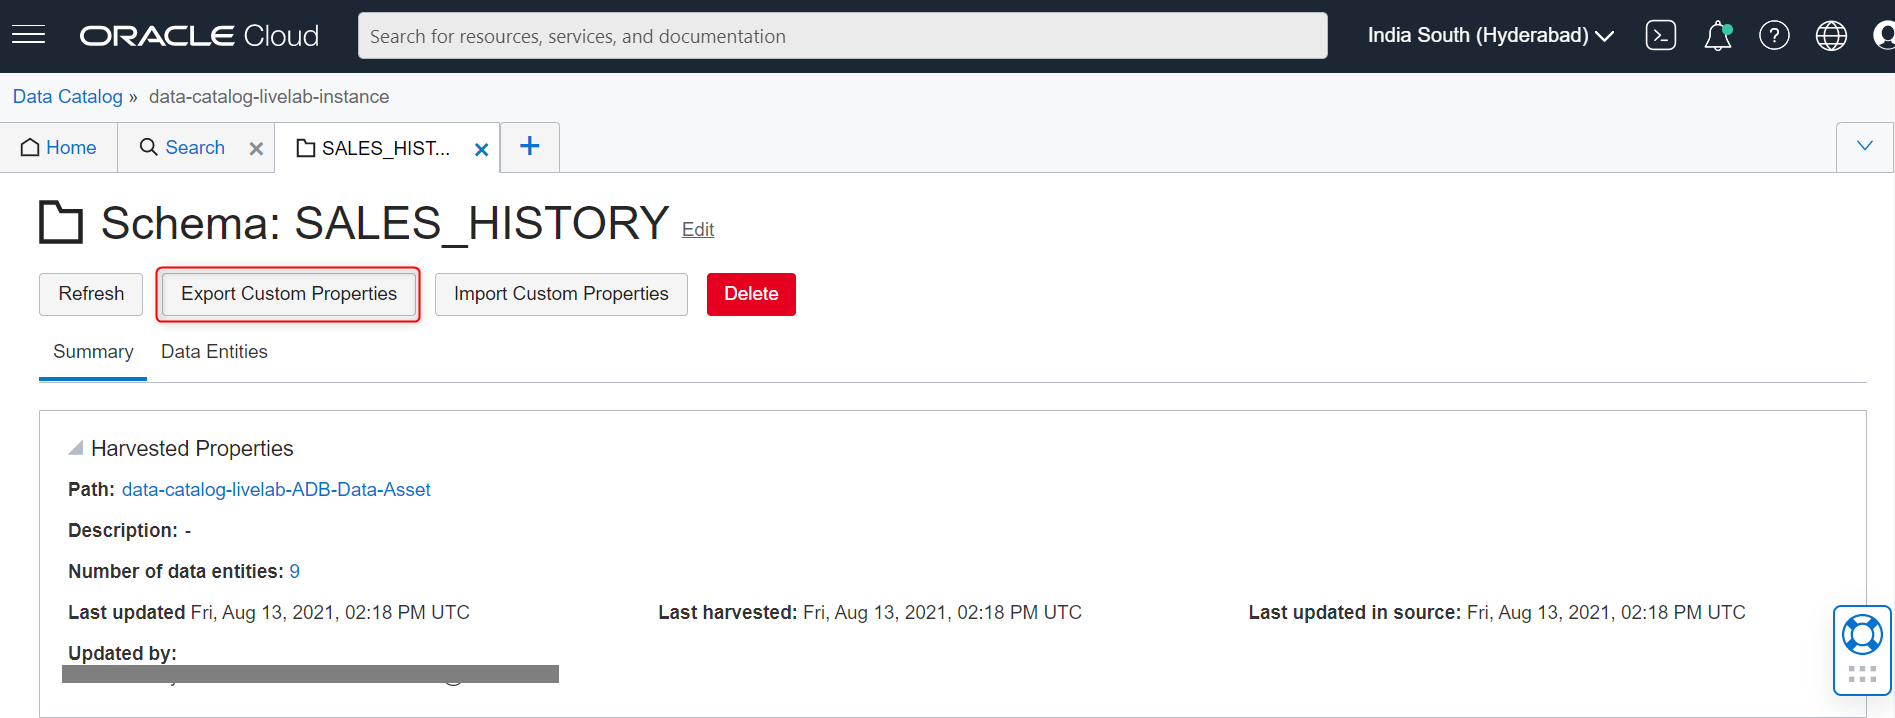 ORACLE Cloud
Search for resources, services, and documentation
India South (Hyderabad)
Data Catalog » data-catalog-livelab-instance
Home
Search
SALES_HIST...
Schema: SALES_HISTORY Edit
Refresh
Export Custom Properties
Import Custom Properties
Delete
Summary
Data Entities
Harvested Properties
Path: data-catalog-livelab-ADB-Data-Asset
Description: -
Number of data entities: 9
Last updated Fri, Aug 13, 2021, 02:18 PM UTC
Last harvested: Fri, Aug 13, 2021, 02:18 PM UTC
Last updated in source: Fri, Aug 13, 2021, 02:18 PM UTC
Updated by: